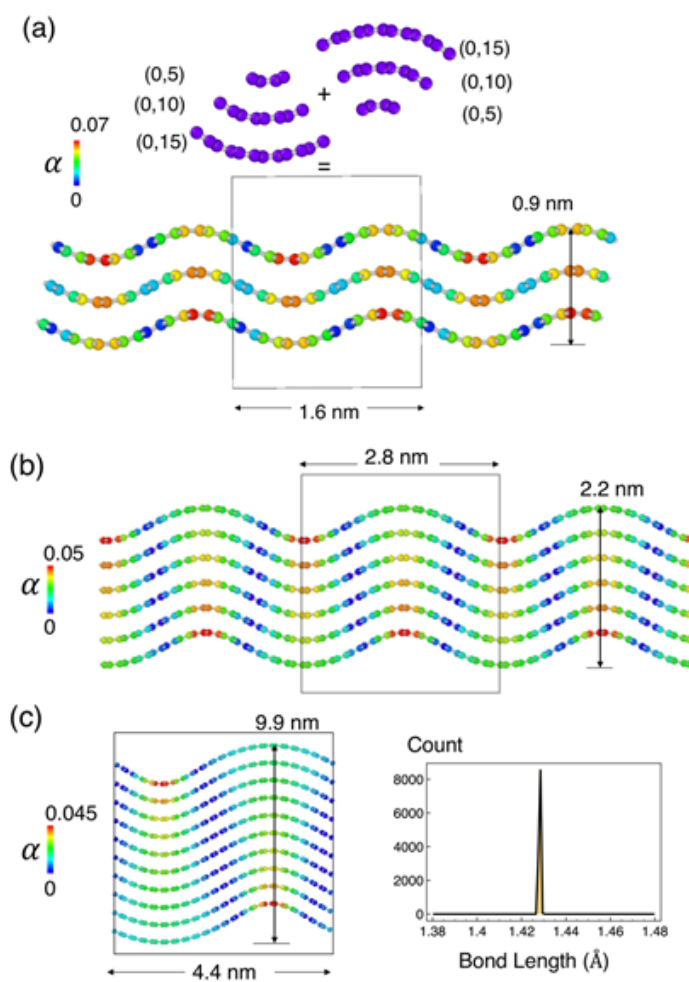 (a)
(0,5)
(0,10)
(0,15)
+
(0,15)
(0,10)
(0,5)
=
0.07
α
0
0.9 nm
1.6 nm
(b)
2.8 nm
2.2 nm
0.05
α
0
(c)
9.9 nm
0.045
α
0
4.4 nm
Count
8000
6000
4000
2000
0
1.38 1.4 1.42 1.44 1.46 1.48
Bond Length (Å)